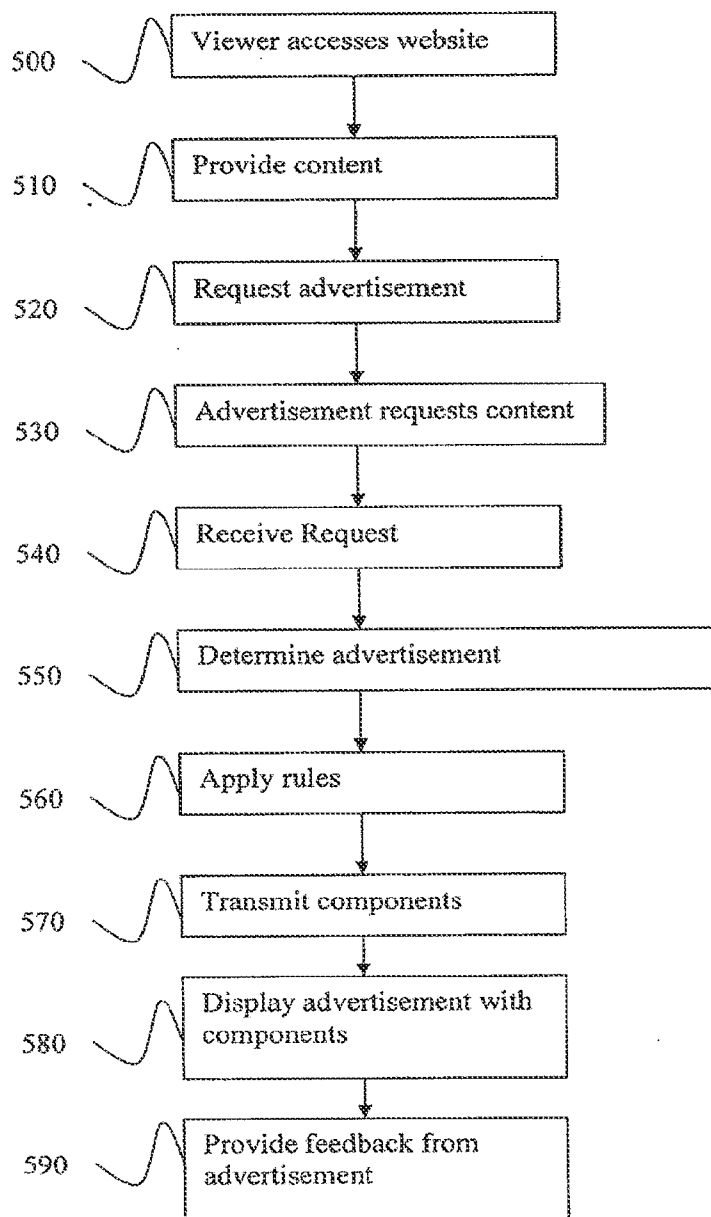 500 Viewer accesses website
510 Provide content
520 Request advertisement
530 Advertisement requests content
540 Receive Request
550 Determine advertisement
560 Apply rules
570 Transmit components
580 Display advertisement with
components
590 Provide feedback from
advertisement